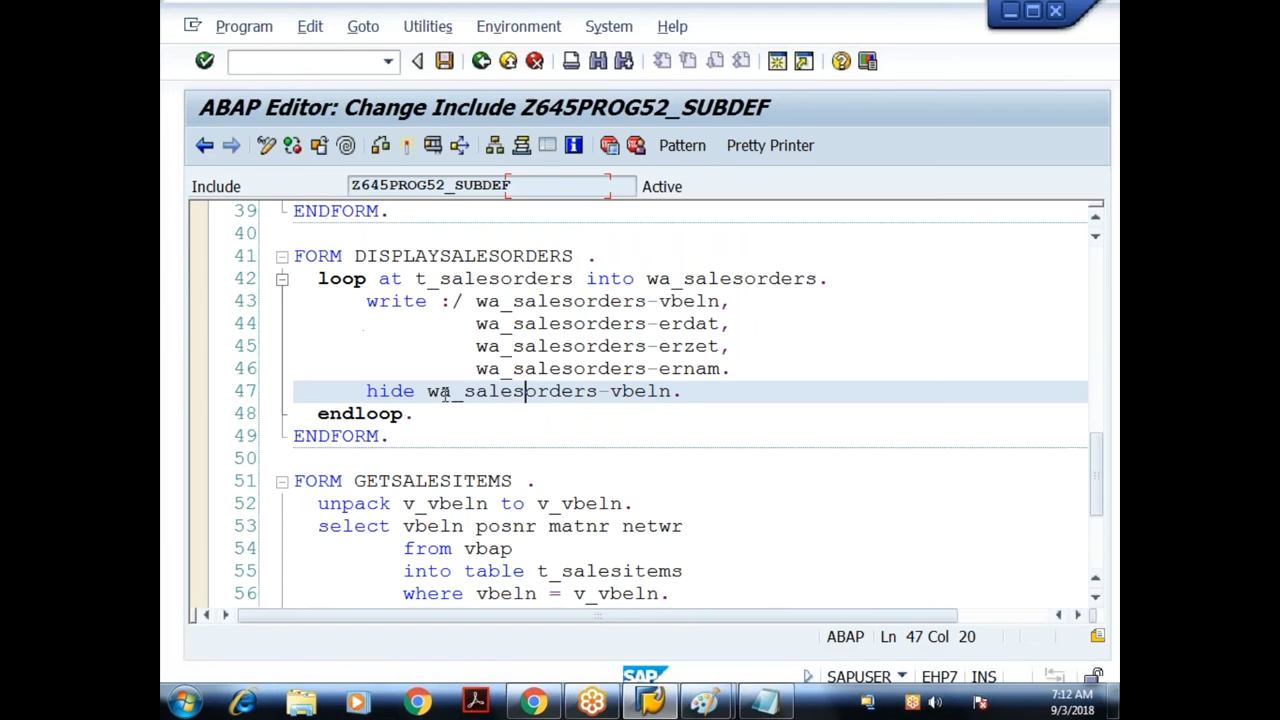 Program Edit Goto Utilities Environment System Help
ABAP Editor: Change Include Z645PROG52_SUBDEF
Pattern Pretty Printer
Include Z645PROG52_SUBDEF Active
39 ENDFORM.
40
41 FORM DISPLAYSALESORDERS .
42 loop at t_salesorders into wa_salesorders.
43 write :/ wa_salesorders-vbeln,
44 wa_salesorders-erdat,
45 wa_salesorders-erzet,
46 wa_salesorders-ernam.
47 hide wa_salesorders-vbeln.
48 endloop.
49 ENDFORM.
50
51 FORM GETSALESITEMS .
52 unpack v_vbeln to v_vbeln.
53 select vbeln posnr matnr netwr
54 from vbap
55 into table t_salesitems
56 where vbeln = v_vbeln.
ABAP Ln 47 Col 20
SAP SAPUSER EHP7 INS
7:12 AM
9/3/2018